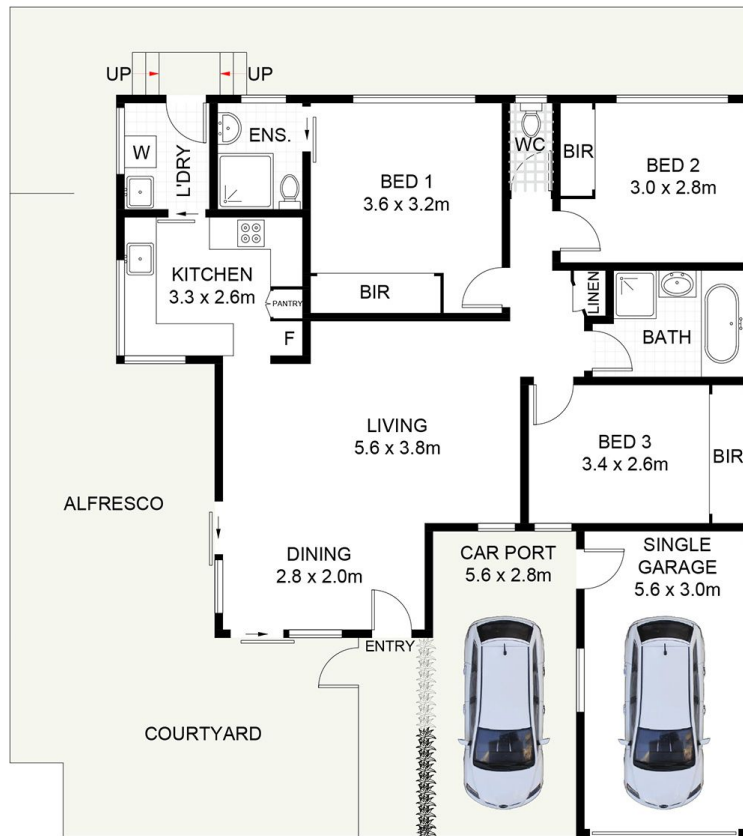 UP
UP
W
L'DRY
ENS.
BED 1
3.6 x 3.2m
WC
BIR
BED 2
3.0 x 2.8m
KITCHEN
3.3 x 2.6m
PANTRY
F
BIR
LINEN
BATH
LIVING
5.6 x 3.8m
BED 3
3.4 x 2.6m
BIR
ALFRESCO
DINING
2.8 x 2.0m
CAR PORT
5.6 x 2.8m
SINGLE
GARAGE
5.6 x 3.0m
ENTRY
COURTYARD